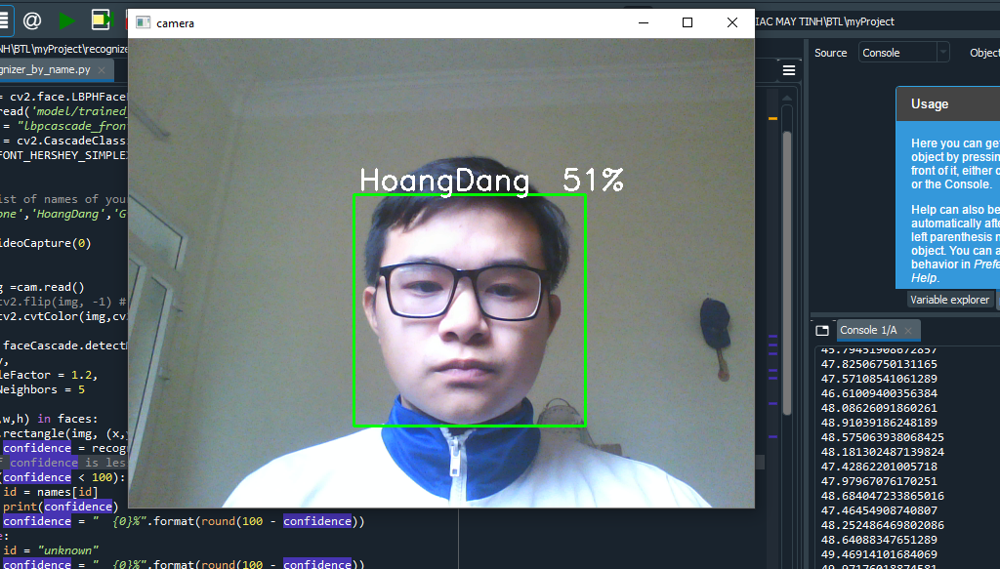 camera
IAC MAY TINH\BTL\myProject
NH\BTL\myProject\recognize
Source Console Object
gnizer_by_name.py
= cv2.face.LBPHFace
read('model/trained_
= "lbpcascade_fron
= cv2.CascadeClass
FONT_HERSHEY_SIMPLE
ist of names of you
one','HoangDang','G
ideoCapture(0)
g =cam.read()
cv2.flip(img, -1) #
cv2.cvtColor(img,cv
faceCascade.detect
y,
leFactor = 1.2,
Neighbors = 5
,w,h) in faces:
.rectangle(img, (x,y
confidence = recog
f confidence is les
(confidence < 100):
id = names[id]
print(confidence)
confidence = "  {0}%".format(round(100 - confidence))
e:
id = "unknown"
confidence = "  {0}%".format(round(100 - confidence))
HoangDang 51%
Usage
Here you can get
object by pressing
front of it, either o
or the Console.
Help can also be
automatically afte
left parenthesis n
object. You can a
behavior in Prefe
Help.
Variable explorer
Console 1/A
45.79451908672857
47.82506750131165
47.57108541061289
46.61009400356384
48.08626091860261
48.91039186248189
48.575063938068425
48.181302487139824
47.42862201005718
47.97967076170251
48.684047233865016
47.46454908740807
48.252486469802086
48.64088347651289
49.46914101684069
49.97176018874581